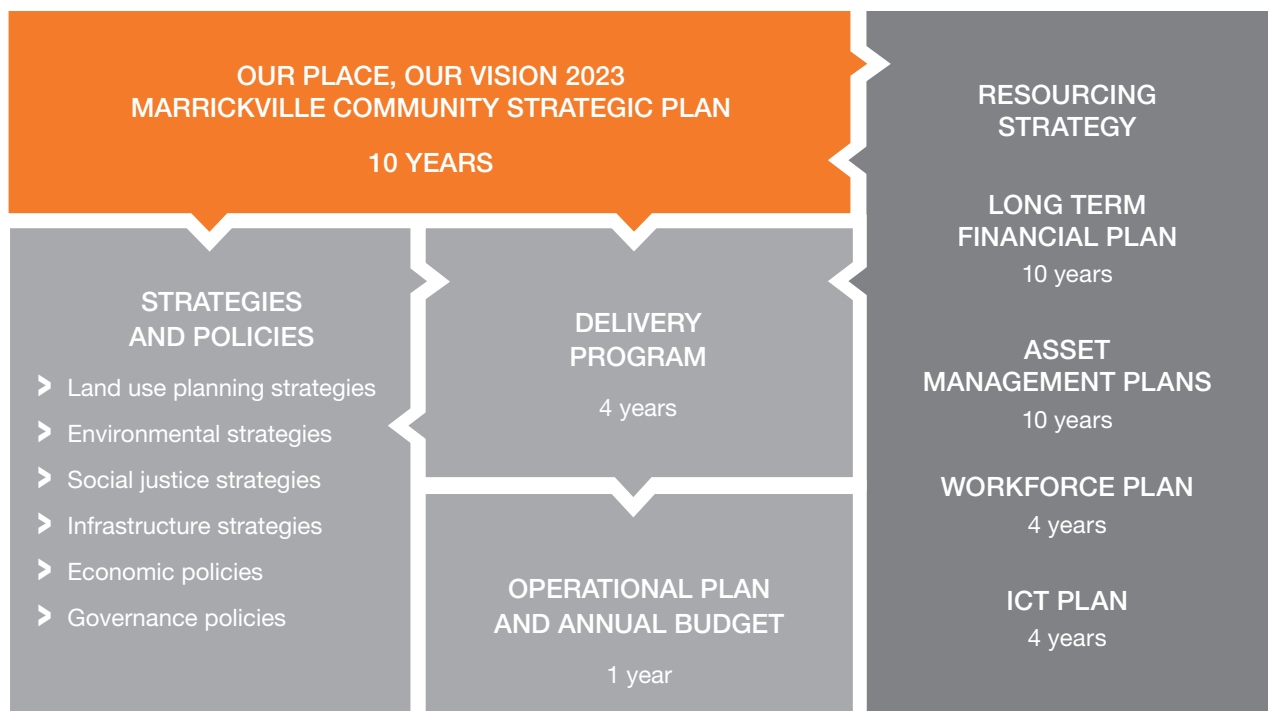 OUR PLACE, OUR VISION 2023
MARRICKVILLE COMMUNITY STRATEGIC PLAN
10 YEARS
STRATEGIES
AND POLICIES
> Land use planning strategies
> Environmental strategies
> Social justice strategies
> Infrastructure strategies
> Economic policies
> Governance policies
DELIVERY
PROGRAM
4 years
OPERATIONAL PLAN
AND ANNUAL BUDGET
1 year
RESOURCING
STRATEGY
LONG TERM
FINANCIAL PLAN
10 years
ASSET
MANAGEMENT PLANS
10 years
WORKFORCE PLAN
4 years
ICT PLAN
4 years